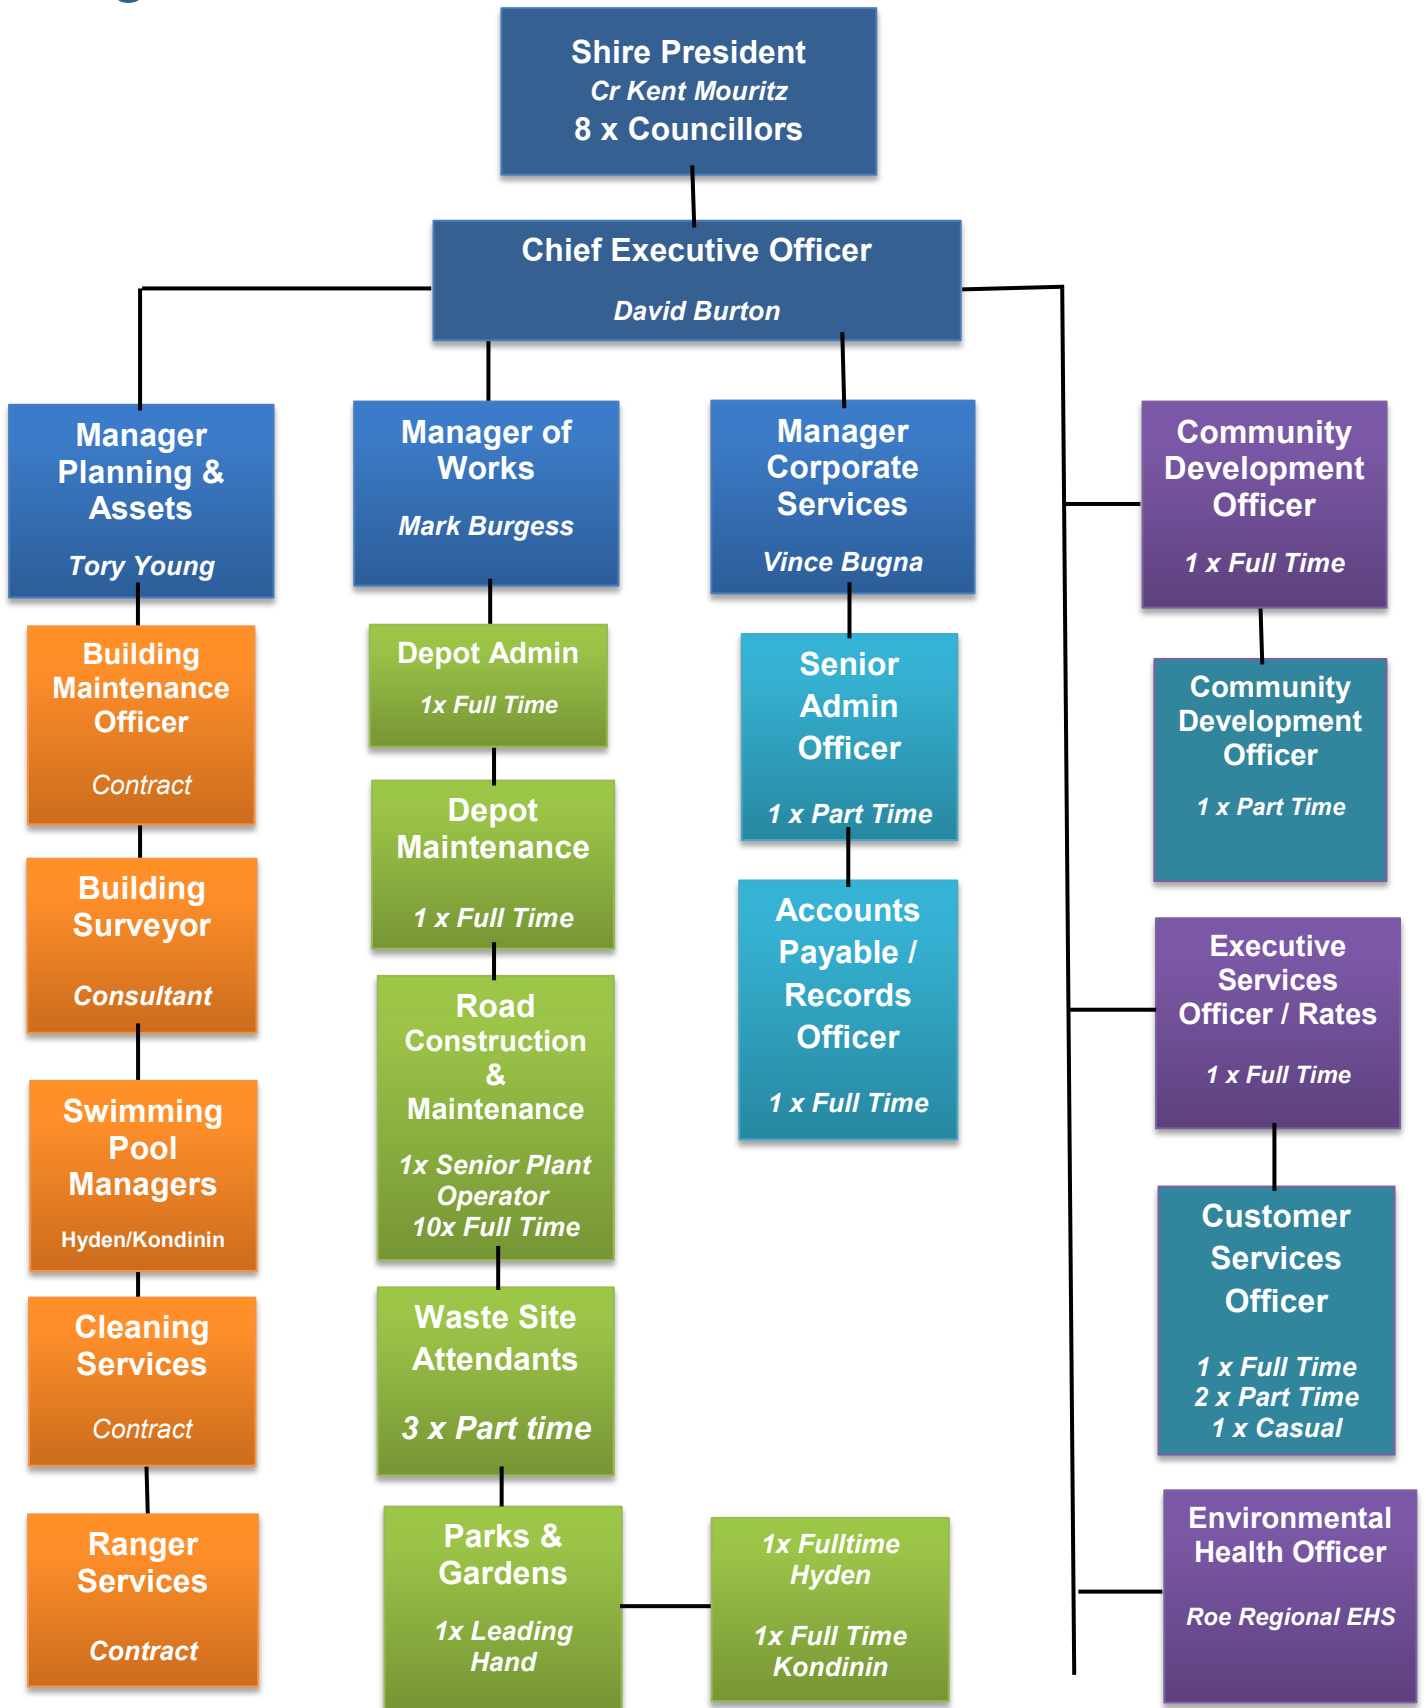 Shire President
Cr Kent Mouritz
8 x Councillors
Chief Executive Officer
David Burton
Manager
Planning &
Assets
Tory Young
Building
Maintenance
Officer
Contract
Building
Surveyor
Consultant
Swimming
Pool
Managers
Hyden/Kondinin
Cleaning
Services
Contract
Ranger
Services
Contract
Manager of
Works
Mark Burgess
Depot Admin
1x Full Time
Depot
Maintenance
1 x Full Time
Road
Construction
&
Maintenance
1x Senior Plant
Operator
10x Full Time
Waste Site
Attendants
3 x Part time
Parks &
Gardens
1x Leading
Hand
1x Fulltime
Hyden
1x Full Time
Kondinin
Manager
Corporate
Services
Vince Bugna
Senior
Admin
Officer
1 x Part Time
Accounts
Payable /
Records
Officer
1 x Full Time
Community
Development
Officer
1 x Full Time
Community
Development
Officer
1 x Part Time
Executive
Services
Officer / Rates
1 x Full Time
Customer
Services
Officer
1 x Full Time
2 x Part Time
1 x Casual
Environmental
Health Officer
Roe Regional EHS